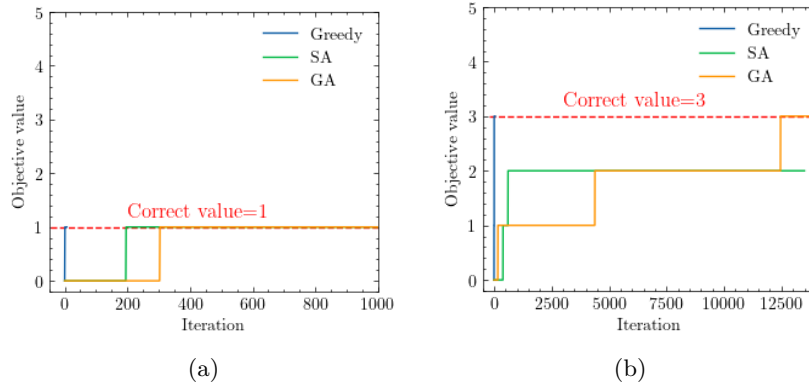 5
4
3
2
1
0
Objective value
Greedy
SA
GA
Correct value=1
0 200 400 600 800 1000
Iteration
(a)
5
4
3
2
1
0
Objective value
Greedy
SA
GA
Correct value=3
0 2500 5000 7500 10000 12500
Iteration
(b)